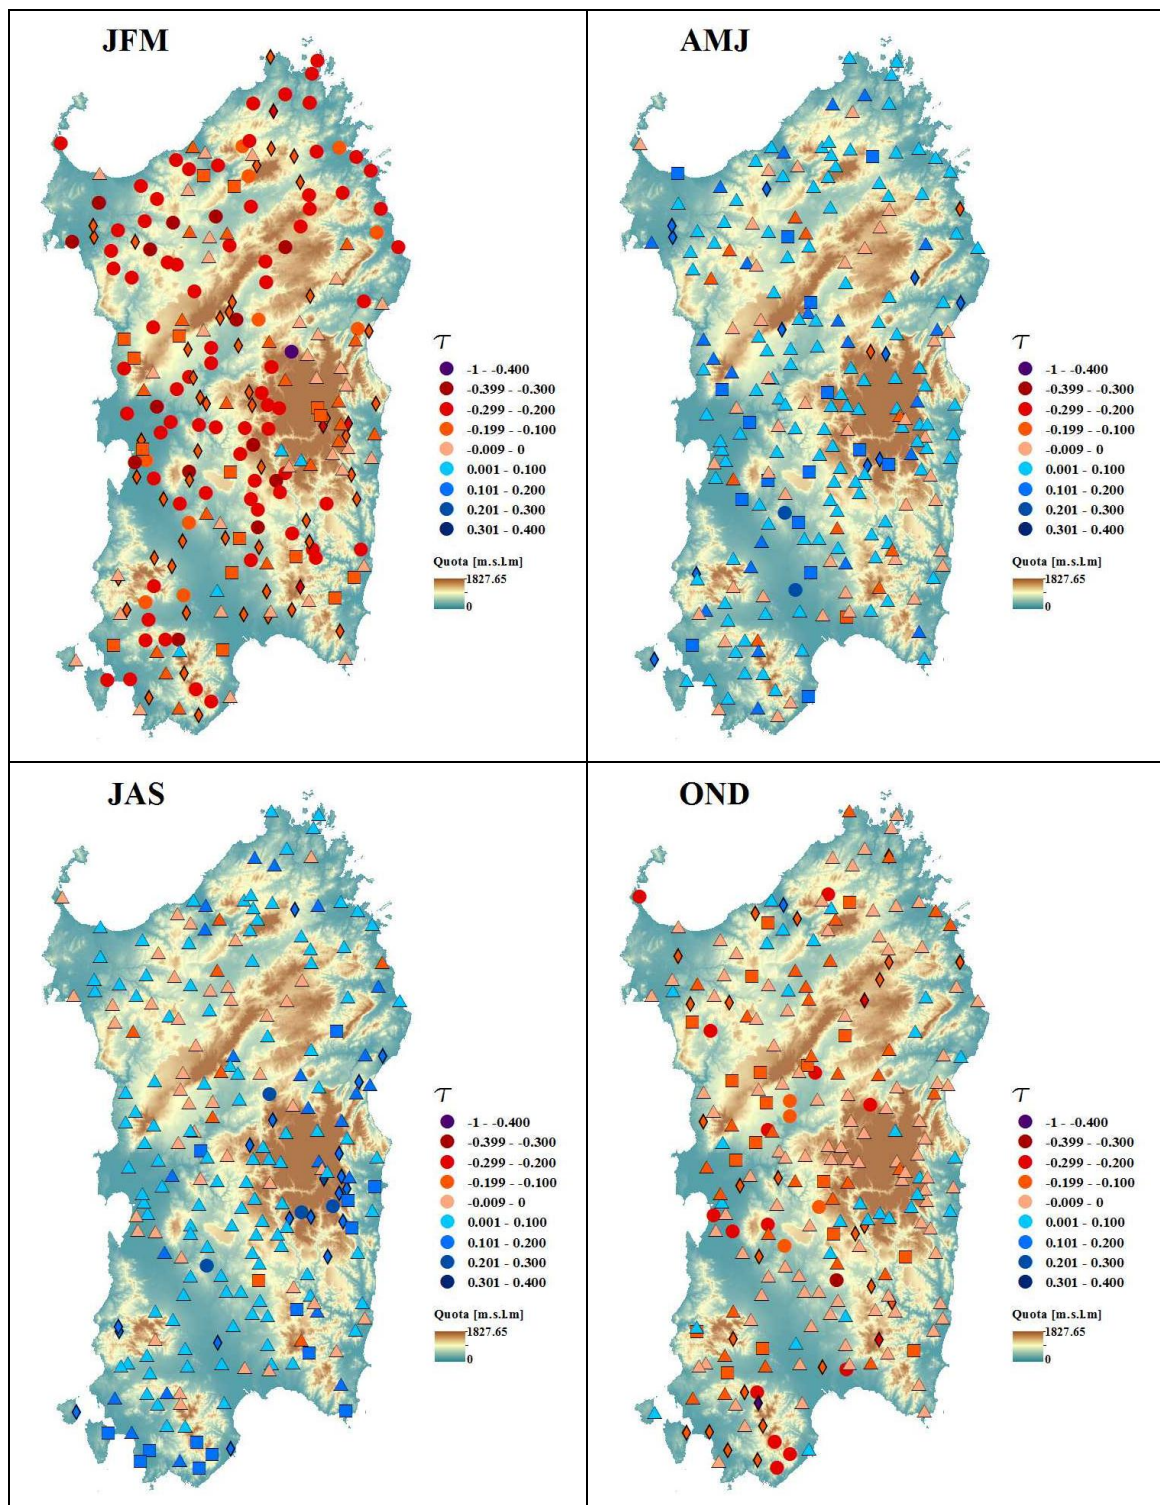 JFM
τ
-1 - -0.400
-0.399 - -0.300
-0.299 - -0.200
-0.199 - -0.100
-0.009 - 0
0.001 - 0.100
0.101 - 0.200
0.201 - 0.300
0.301 - 0.400
Quota [m.s.l.m]
1827.65
0
AMJ
τ
-1 - -0.400
-0.399 - -0.300
-0.299 - -0.200
-0.199 - -0.100
-0.009 - 0
0.001 - 0.100
0.101 - 0.200
0.201 - 0.300
0.301 - 0.400
Quota [m.s.l.m]
1827.65
0
JAS
τ
-1 - -0.400
-0.399 - -0.300
-0.299 - -0.200
-0.199 - -0.100
-0.009 - 0
0.001 - 0.100
0.101 - 0.200
0.201 - 0.300
0.301 - 0.400
Quota [m.s.l.m]
1827.65
0
OND
τ
-1 - -0.400
-0.399 - -0.300
-0.299 - -0.200
-0.199 - -0.100
-0.009 - 0
0.001 - 0.100
0.101 - 0.200
0.201 - 0.300
0.301 - 0.400
Quota [m.s.l.m]
1827.65
0